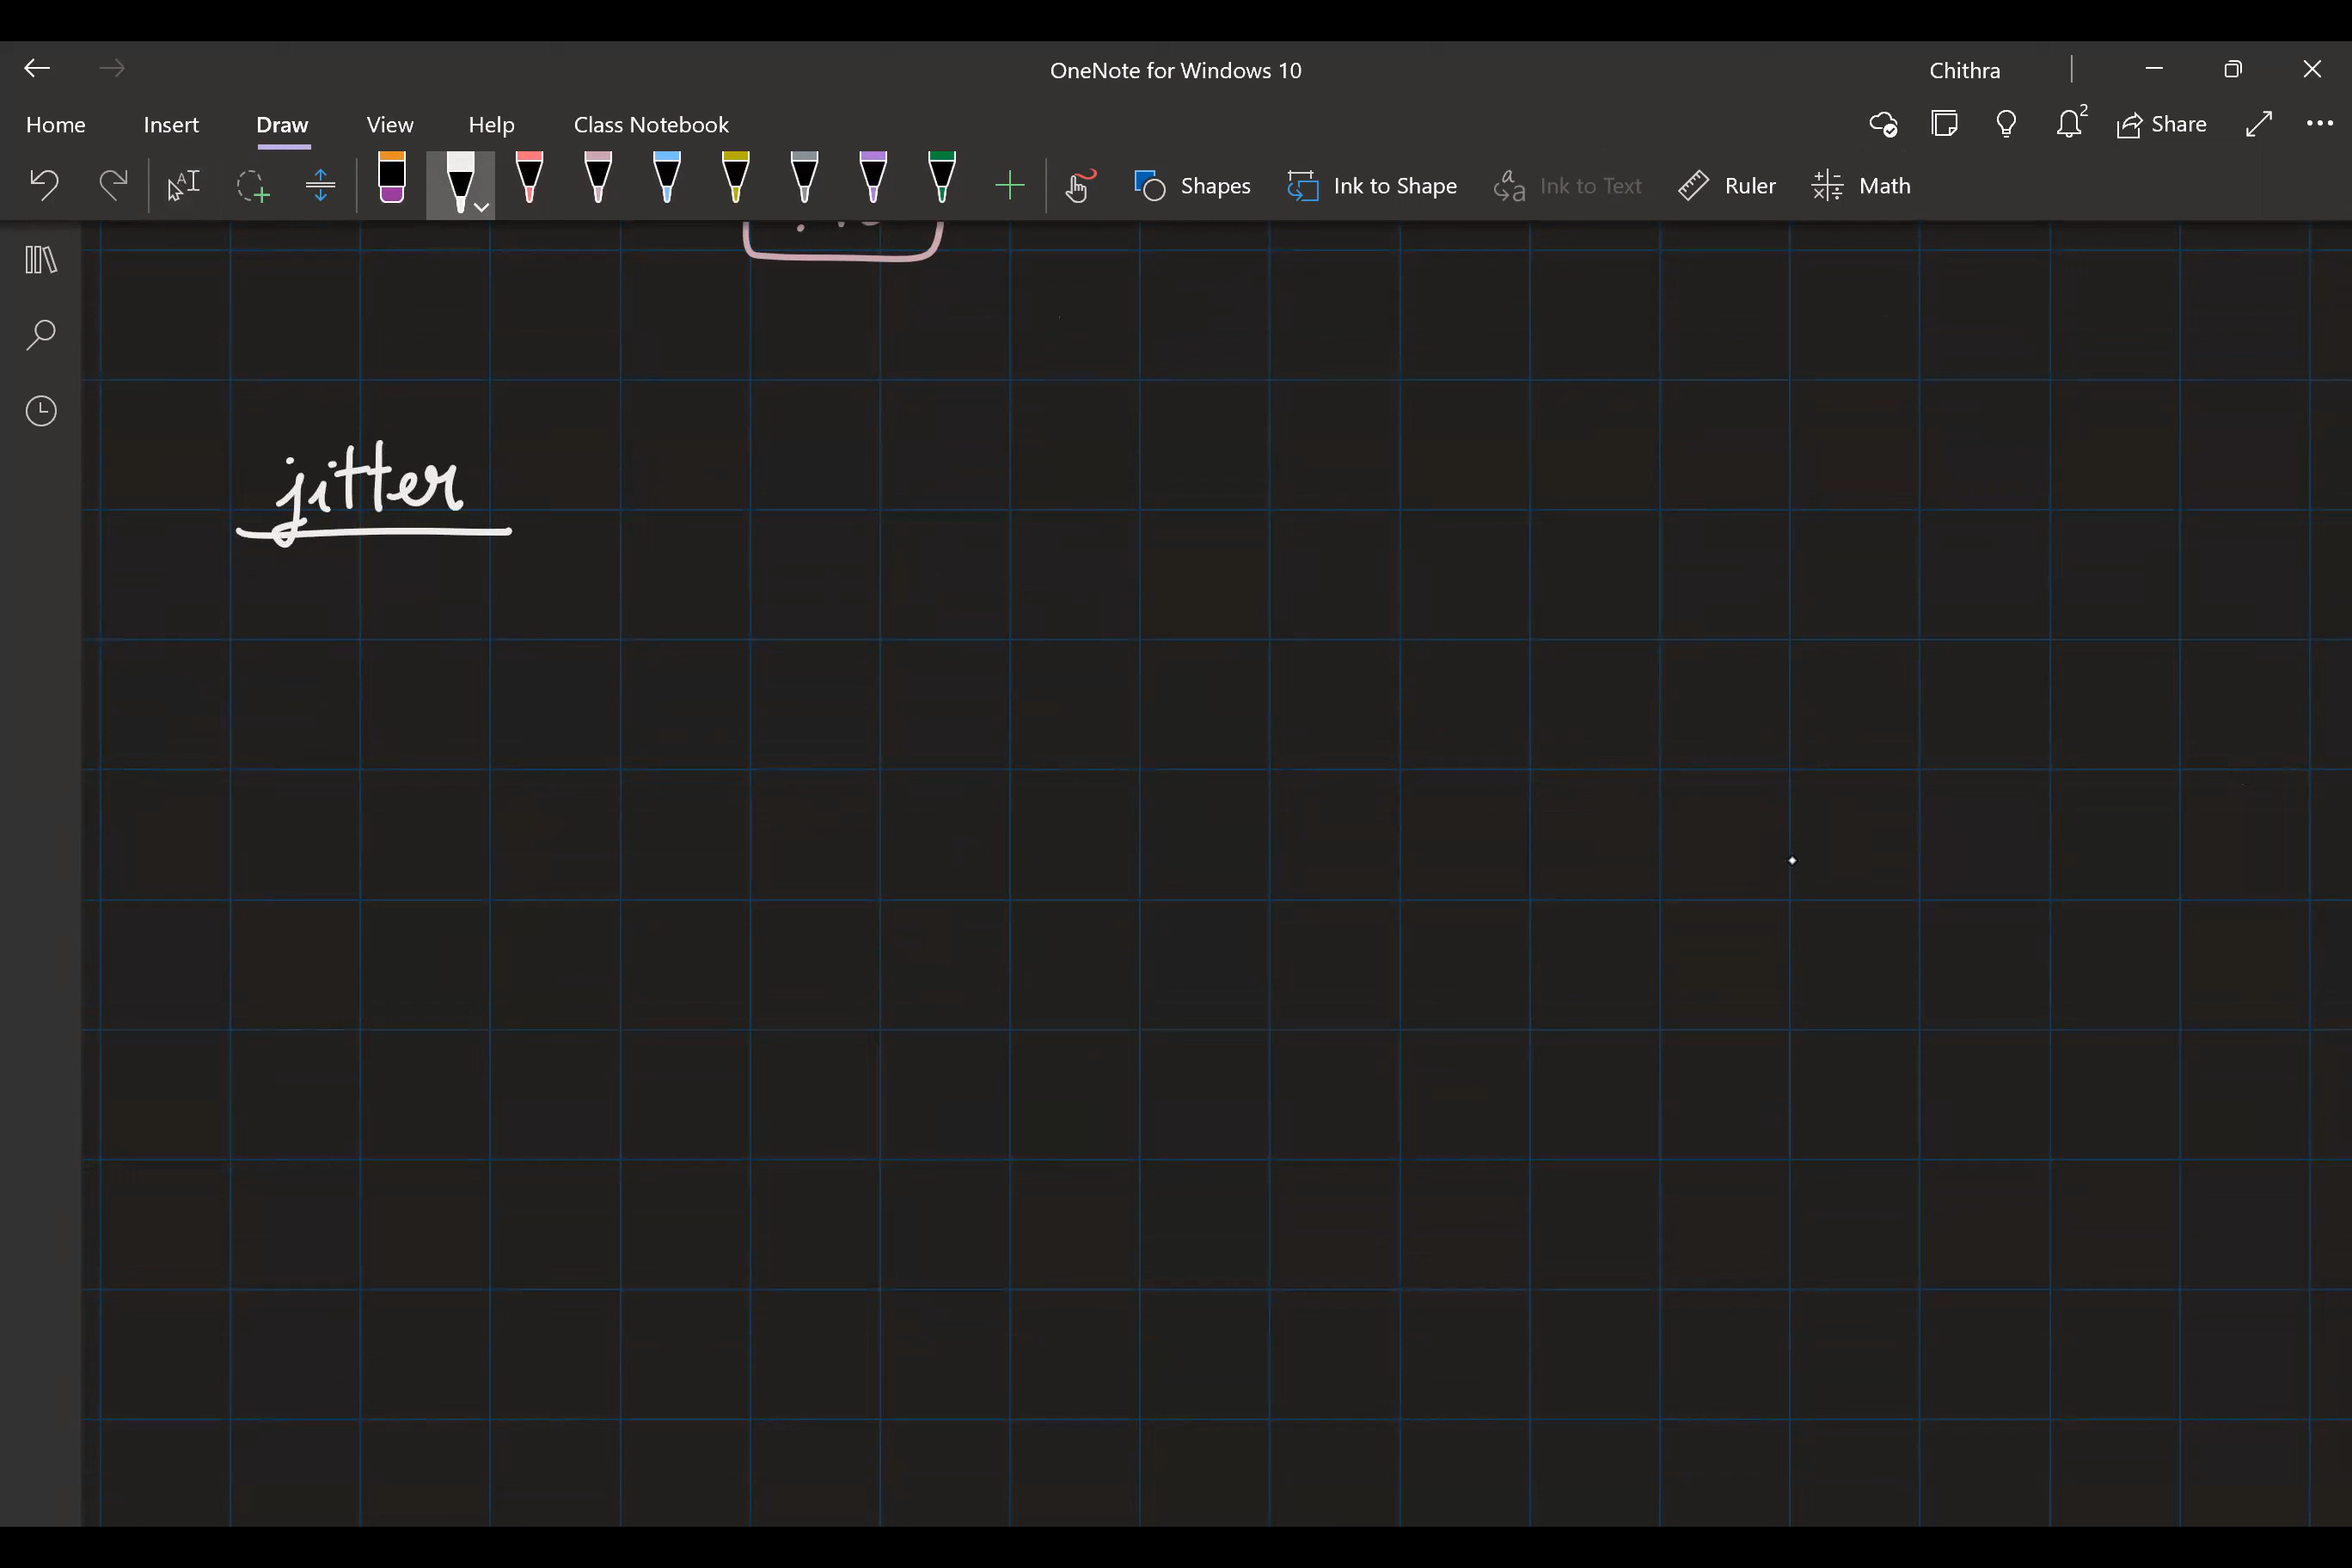 OneNote for Windows 10
Chithra
Home Insert Draw View Help Class Notebook
2
Share
Shapes Ink to Shape Ink to Text Ruler Math
jitter